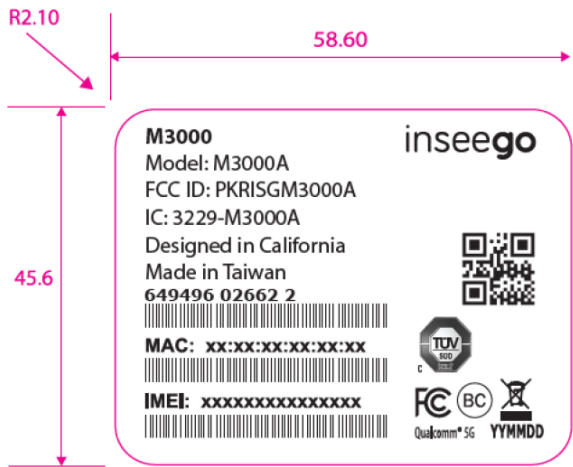 R2.10
58.60
45.6
M3000
inseego
Model: M3000A
FCC ID: PKRISGM3000A
IC: 3229-M3000A
Designed in California
Made in Taiwan
649496 02662 2
MAC: xx:xx:xx:xx:xx:xx
IMEI: xxxxxxxxxxxxxxx
TÜV
SÜD
C
FC
BC
Qualcomm® 5G
YYMMDD